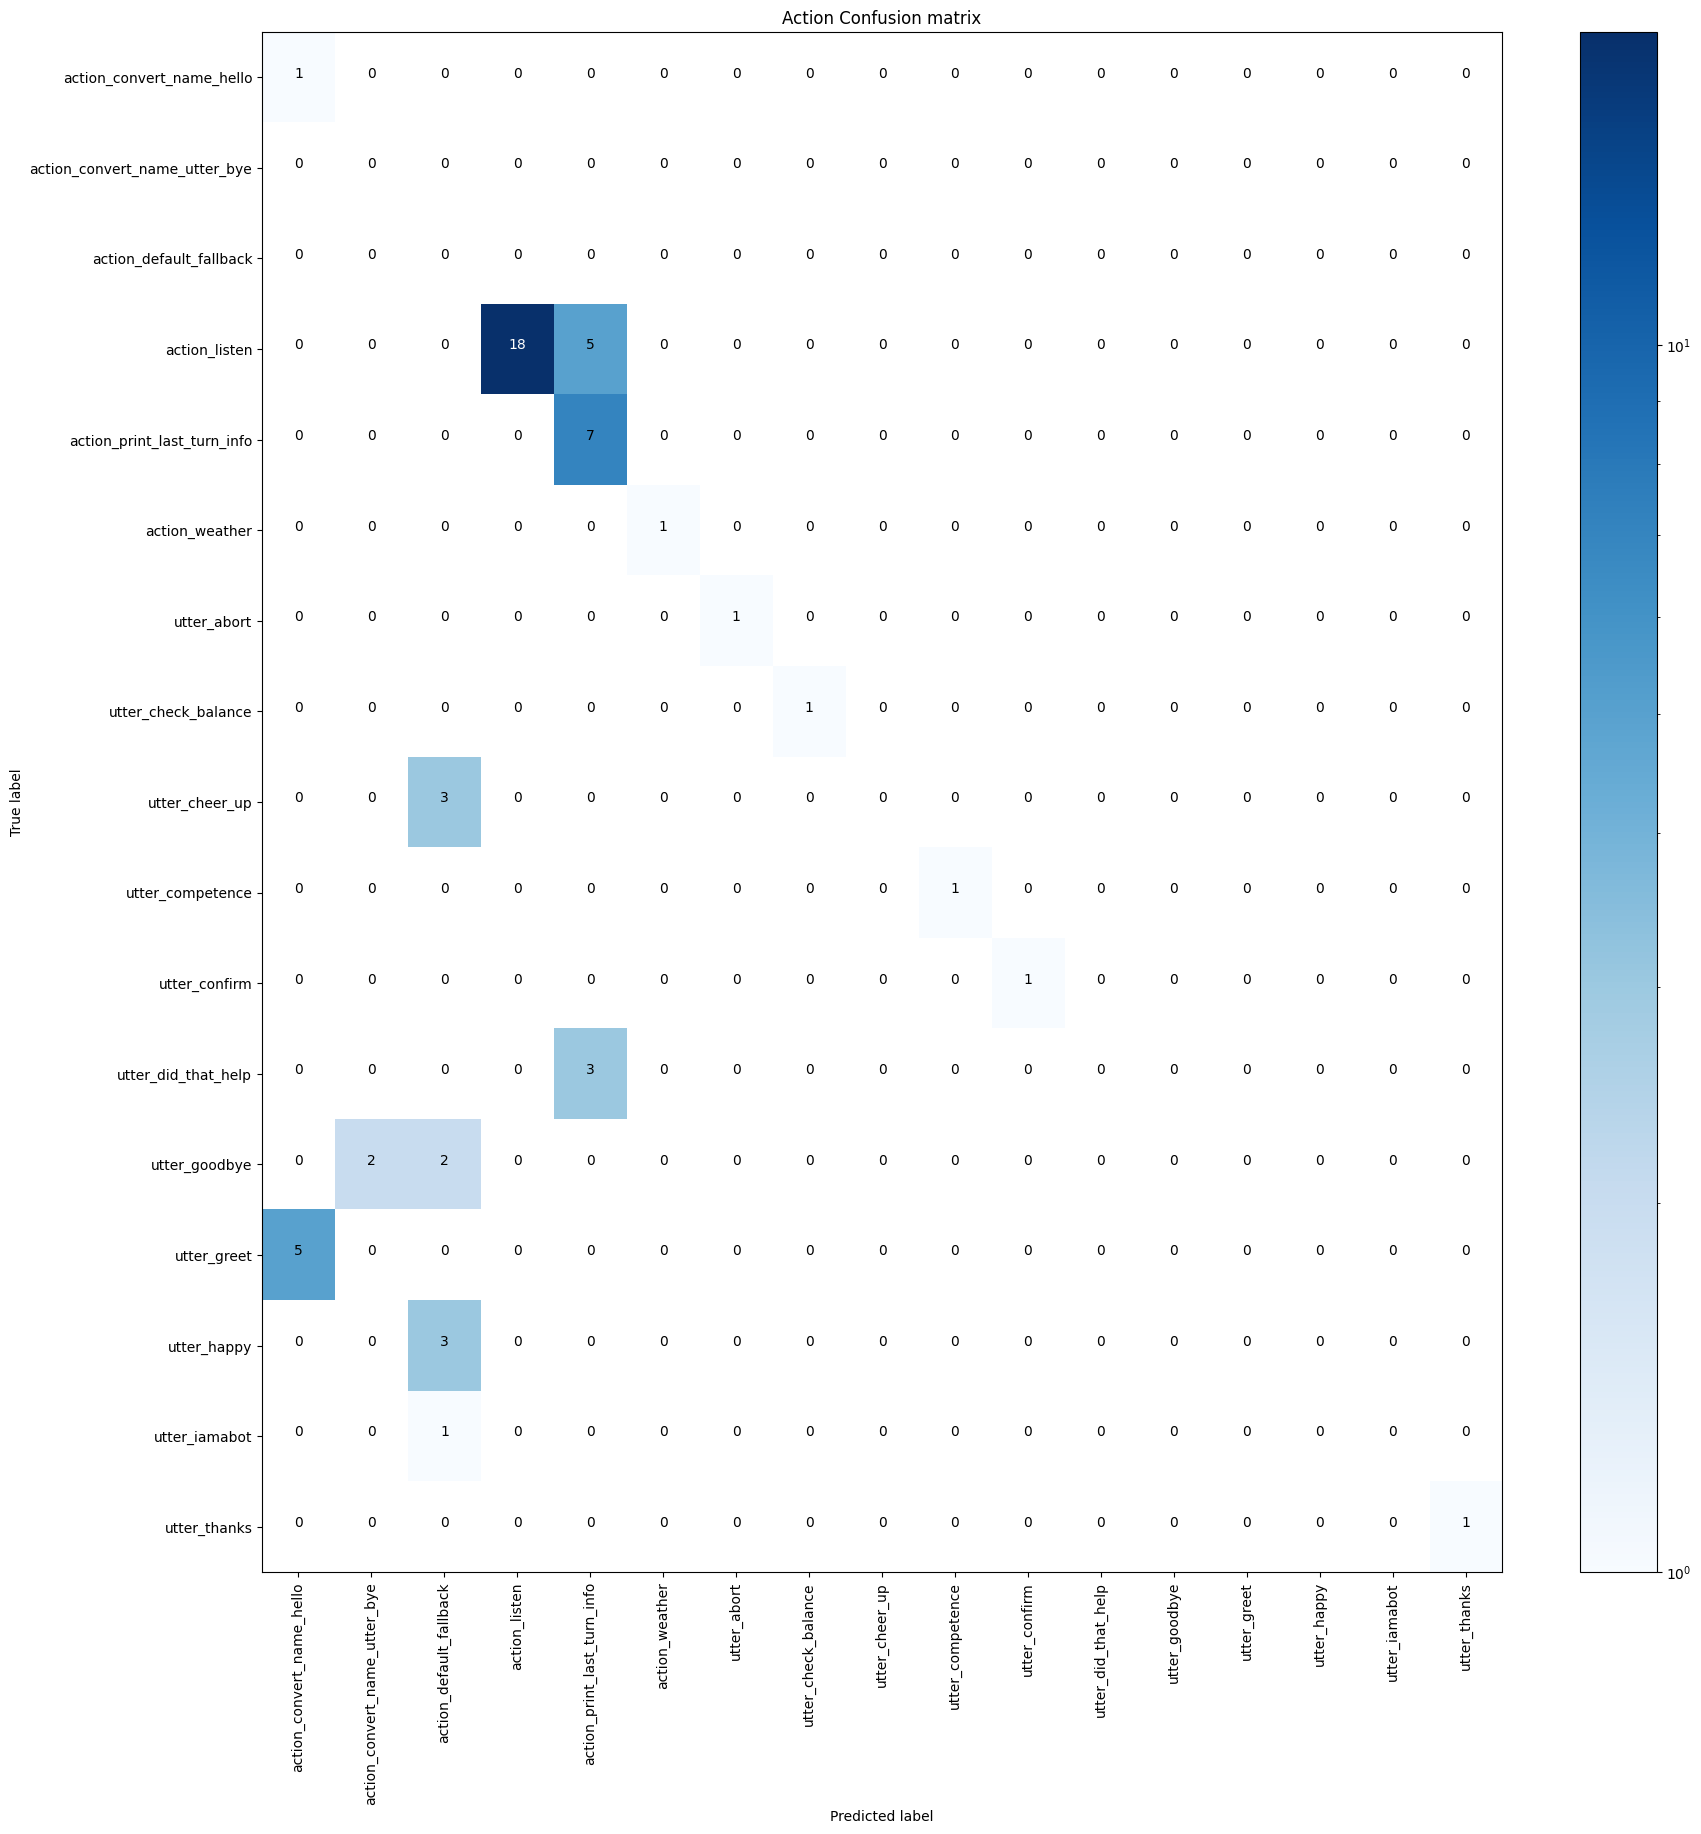 Action Confusion matrix
action_convert_name_hello 1 0 0 0 0 0 0 0 0 0 0 0 0 0 0 0 0
action_convert_name_utter_bye 0 0 0 0 0 0 0 0 0 0 0 0 0 0 0 0 0
action_default_fallback 0 0 0 0 0 0 0 0 0 0 0 0 0 0 0 0 0
action_listen 0 0 0 18 5 0 0 0 0 0 0 0 0 0 0 0 0
10¹
action_print_last_turn_info 0 0 0 0 7 0 0 0 0 0 0 0 0 0 0 0 0
action_weather 0 0 0 0 0 1 0 0 0 0 0 0 0 0 0 0 0
utter_abort 0 0 0 0 0 0 1 0 0 0 0 0 0 0 0 0 0
utter_check_balance 0 0 0 0 0 0 0 1 0 0 0 0 0 0 0 0 0
utter_cheer_up 0 0 3 0 0 0 0 0 0 0 0 0 0 0 0 0 0
True label
utter_competence 0 0 0 0 0 0 0 0 0 1 0 0 0 0 0 0 0
utter_confirm 0 0 0 0 0 0 0 0 0 0 1 0 0 0 0 0 0
utter_did_that_help 0 0 0 0 3 0 0 0 0 0 0 0 0 0 0 0 0
utter_goodbye 0 2 2 0 0 0 0 0 0 0 0 0 0 0 0 0 0
utter_greet 5 0 0 0 0 0 0 0 0 0 0 0 0 0 0 0 0
utter_happy 0 0 3 0 0 0 0 0 0 0 0 0 0 0 0 0 0
utter_iamabot 0 0 1 0 0 0 0 0 0 0 0 0 0 0 0 0 0
utter_thanks 0 0 0 0 0 0 0 0 0 0 0 0 0 0 0 0 1
10⁰
action_convert_name_hello
action_convert_name_utter_bye
action_default_fallback
action_listen
action_print_last_turn_info
action_weather
utter_abort
utter_check_balance
utter_cheer_up
utter_competence
utter_confirm
utter_did_that_help
utter_goodbye
utter_greet
utter_happy
utter_iamabot
utter_thanks
Predicted label